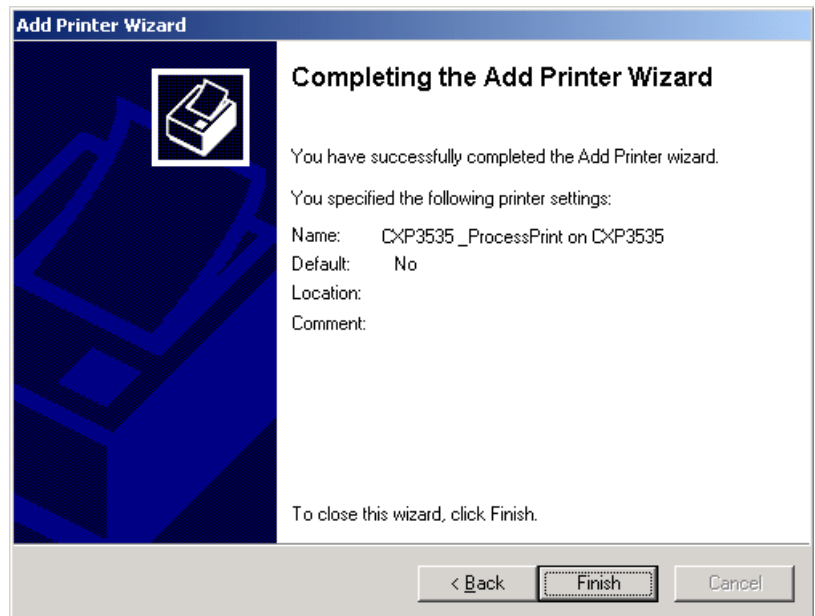 Add Printer Wizard
Completing the Add Printer Wizard
You have successfully completed the Add Printer wizard.
You specified the following printer settings:
Name: CXP3535 _ProcessPrint on CXP3535
Default: No
Location:
Comment:
To close this wizard, click Finish.
< Back Finish Cancel